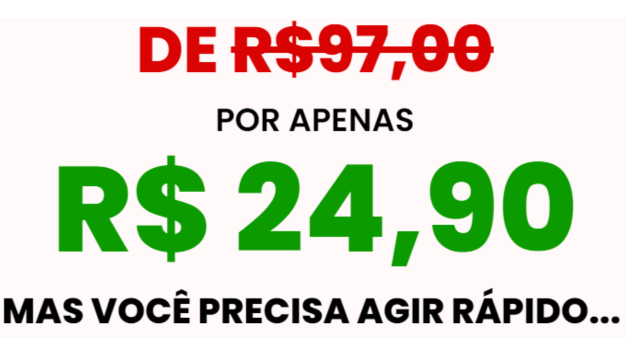 DE R$97,00
POR APENAS
R$ 24,90
MAS VOCÊ PRECISA AGIR RÁPIDO...